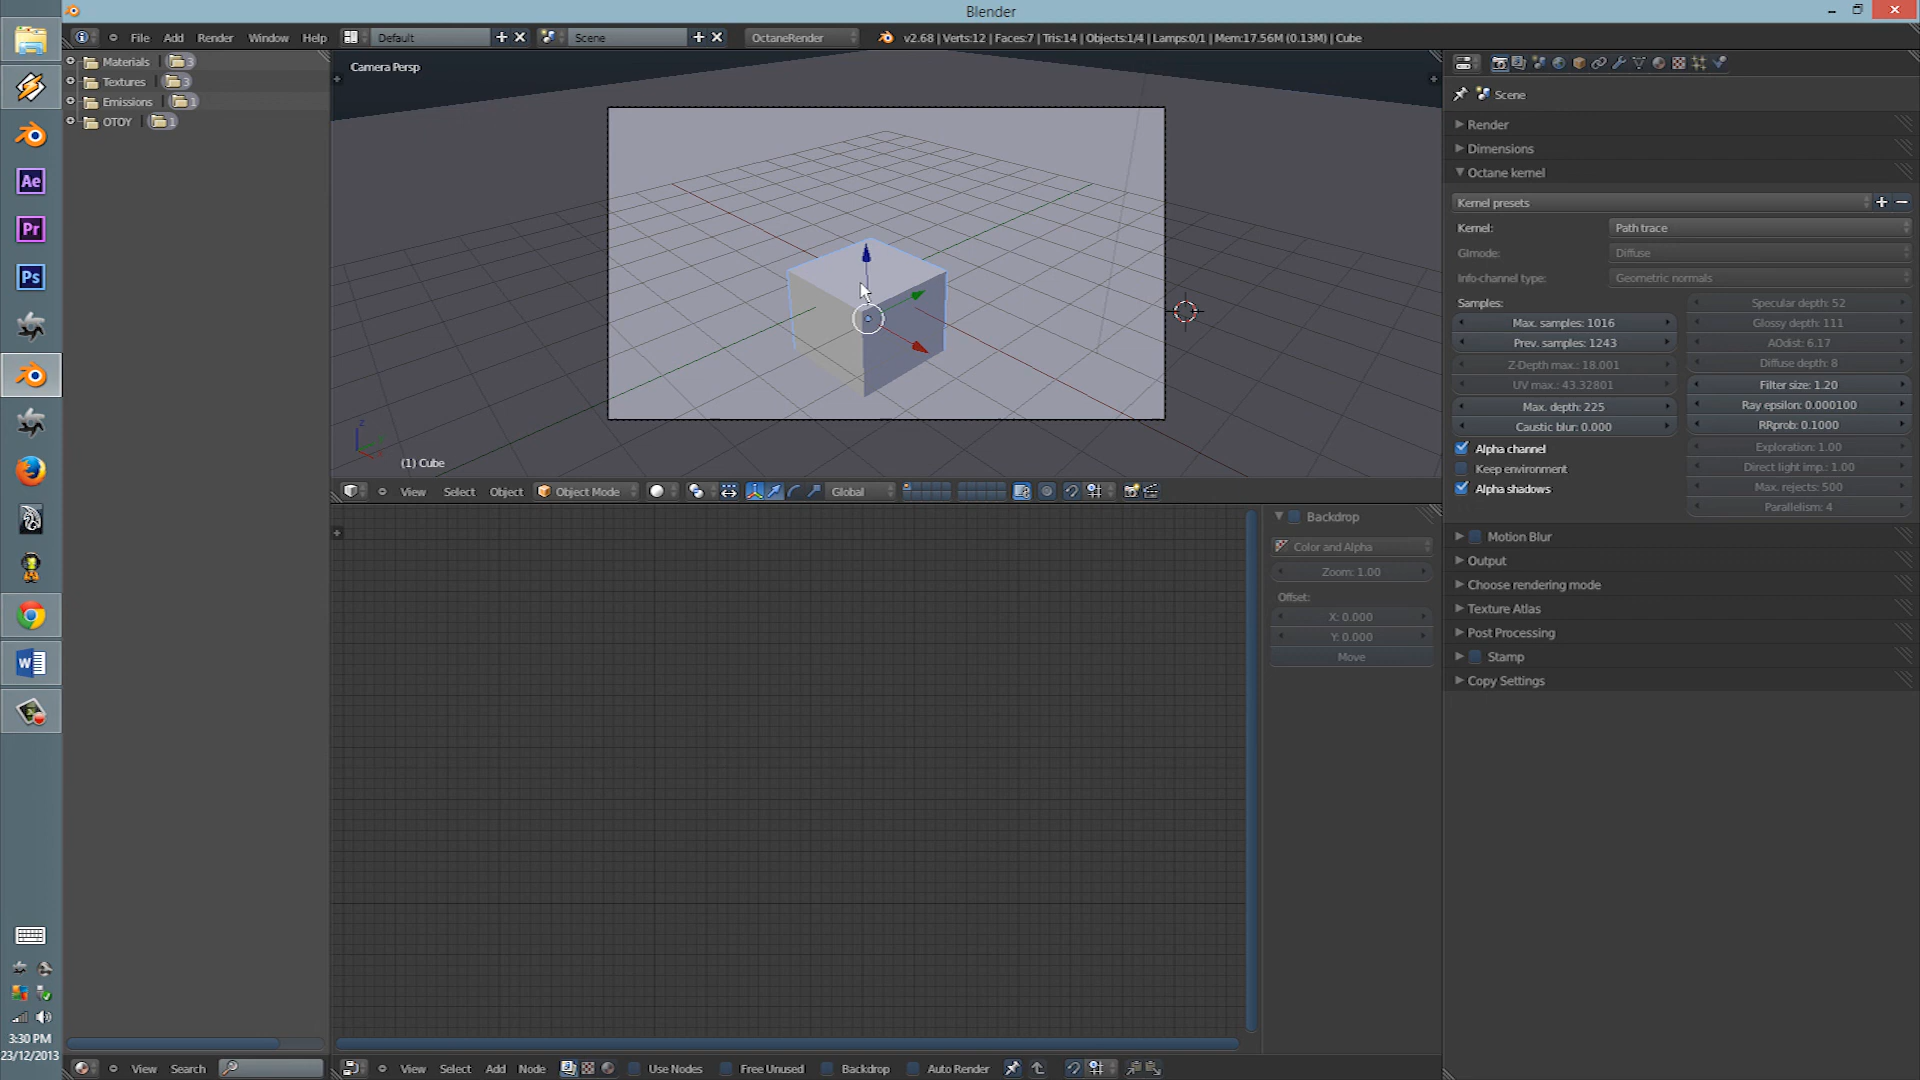 Blender
File Add Render Window Help Default Scene OctaneRender v2.68 | Verts:12 | Faces:7 | Tris:14 | Objects:1/4 | Lamps:0/1 | Mem:17.56M (0.13M) | Cube
Materials 3
Textures 3
Emissions 1
OTOY 1
Ae
Pr
Ps
W
3:30 PM
23/12/2013
Camera Persp
Z
(1) Cube
View Select Object Object Mode Global
Backdrop
Color and Alpha
Zoom: 1.00
Offset:
X: 0.000
Y: 0.000
Move
Scene
Render
Dimensions
Octane kernel
Kernel presets
Kernel: Path trace
GImode: Diffuse
Info-channel type: Geometric normals
Samples: Specular depth: 52
Max. samples: 1016 Glossy depth: 111
Prev. samples: 1243 AOdist: 6.17
Z-Depth max.: 18.001 Diffuse depth: 8
UV max.: 43.32801 Filter size: 1.20
Max. depth: 225 Ray epsilon: 0.000100
Caustic blur: 0.000 RRprob: 0.1000
Alpha channel Exploration: 1.00
Keep environment Direct light imp.: 1.00
Alpha shadows Max. rejects: 500
Parallelism: 4
Motion Blur
Output
Choose rendering mode
Texture Atlas
Post Processing
Stamp
Copy Settings
View Search
View Select Add Node Use Nodes Free Unused Backdrop Auto Render